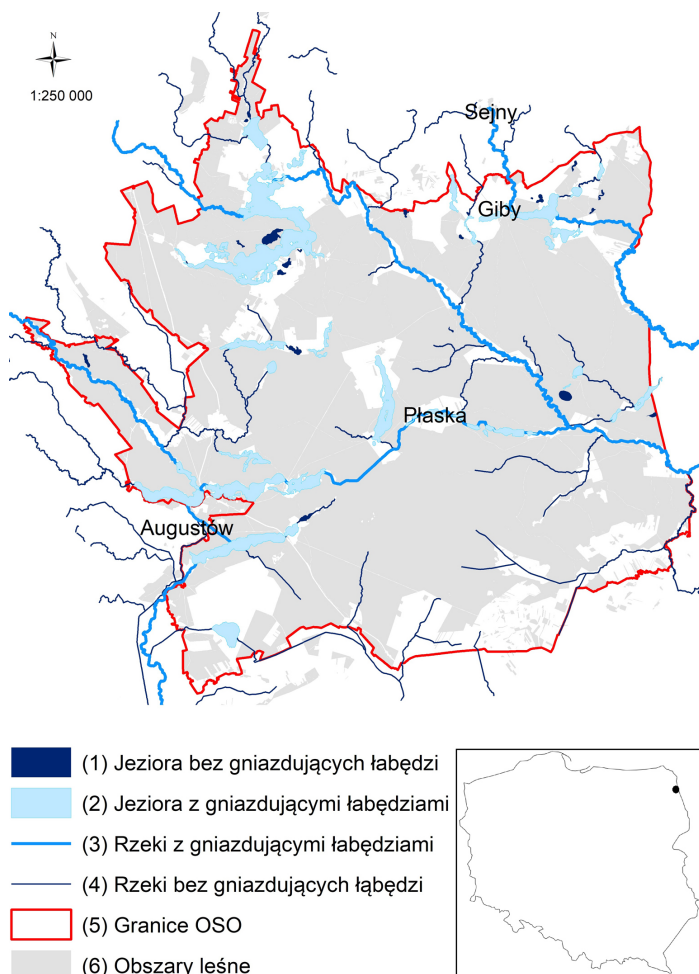 N
1:250 000
Sejny
Giby
Płaska
Augustów
(1) Jeziora bez gniazdujących łabędzi
(2) Jeziora z gniazdującymi łabędziami
(3) Rzeki z gniazdującymi łabędziami
(4) Rzeki bez gniazdujących łąbędzi
(5) Granice OSO
(6) Obszary leśne